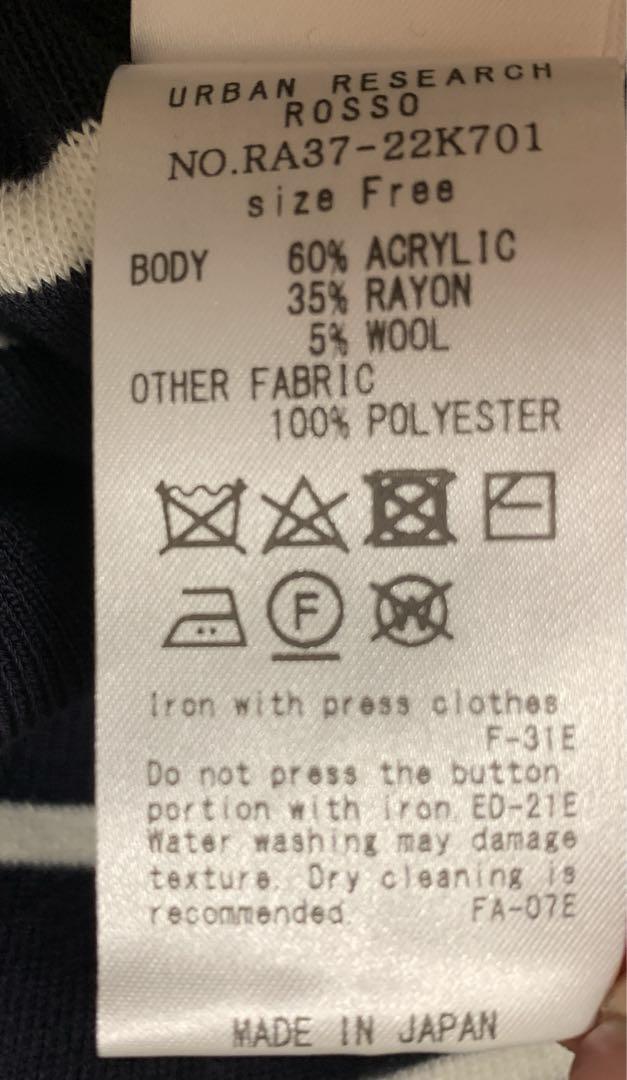 URBAN RESEARCH
ROSSO
NO.RA37-22K701
size Free
BODY 60% ACRYLIC
35% RAYON
5% WOOL
OTHER FABRIC
100% POLYESTER
F W
Iron with press clothes
F-31E
Do not press the button
portion with iron ED-21E
Water washing may damage
texture. Dry cleaning is
recommended. FA-07E
MADE IN JAPAN